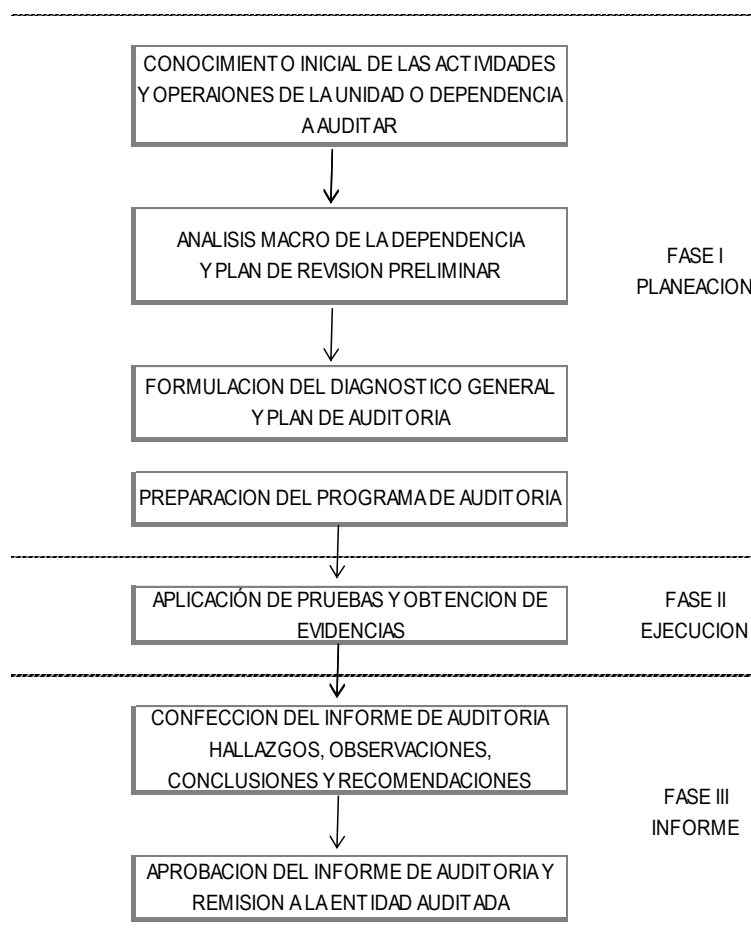 CONOCIMIENTO INICIAL DE LAS ACTIVIDADES
Y OPERAIONES DE LA UNIDAD O DEPENDENCIA
A AUDITAR
ANALISIS MACRO DE LA DEPENDENCIA
Y PLAN DE REVISION PRELIMINAR
FASE I
PLANEACION
FORMULACION DEL DIAGNOSTICO GENERAL
Y PLAN DE AUDITORIA
PREPARACION DEL PROGRAMA DE AUDITORIA
APLICACIÓN DE PRUEBAS Y OBTENCION DE
EVIDENCIAS
FASE II
EJECUCION
CONFECCION DEL INFORME DE AUDITORIA
HALLAZGOS, OBSERVACIONES,
CONCLUSIONES Y RECOMENDACIONES
FASE III
INFORME
APROBACION DEL INFORME DE AUDITORIA Y
REMISION A LA ENTIDAD AUDITADA